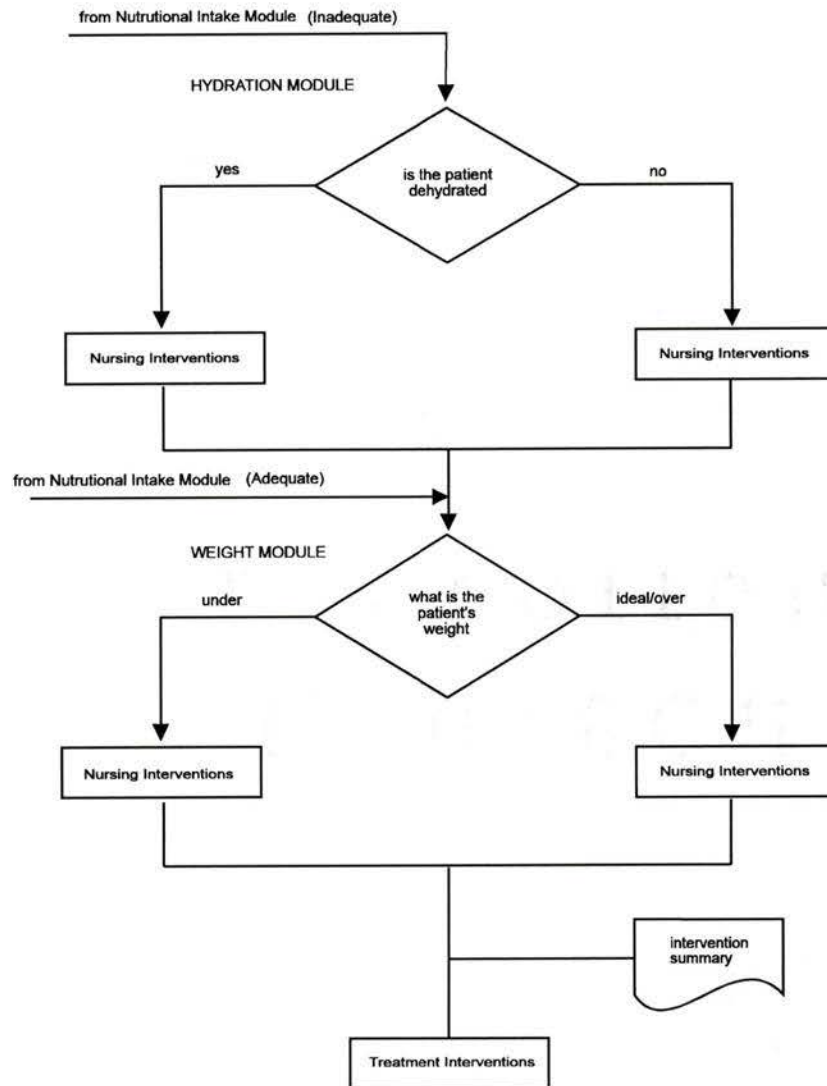 from Nutrutional Intake Module (Inadequate)
HYDRATION MODULE
is the patient
dehydrated
yes
no
Nursing Interventions
Nursing Interventions
from Nutrutional Intake Module (Adequate)
WEIGHT MODULE
what is the
patient's
weight
under
ideal/over
Nursing Interventions
Nursing Interventions
intervention
summary
Treatment Interventions